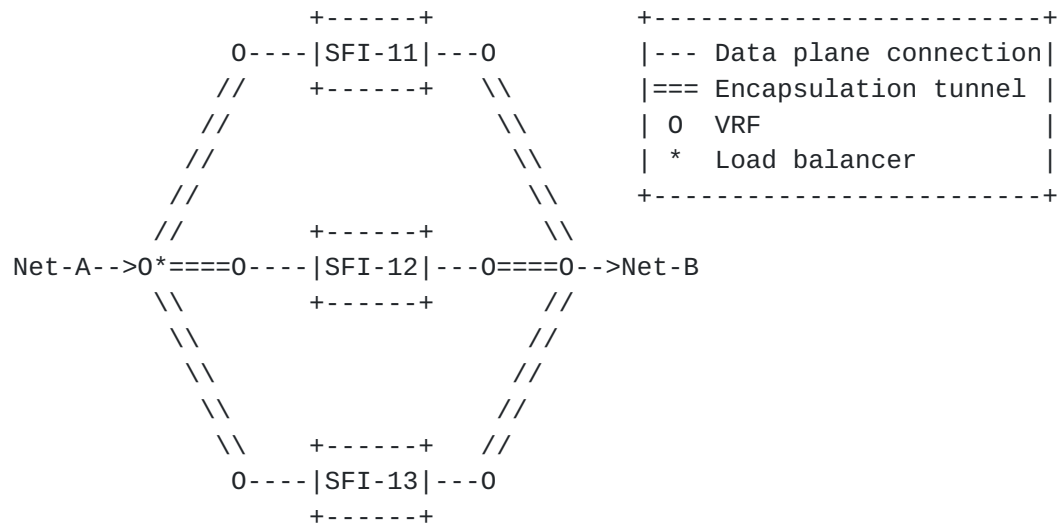 +------+              +--------------------------+
               O----|SFI-11|---O          |--- Data plane connection|
              //    +------+   \\         |=== Encapsulation tunnel |
             //                 \\        | O  VRF                  |
            //                   \\       | *  Load balancer        |
           //                     \\      +--------------------------+
          //        +------+       \\
Net-A-->O*====O----|SFI-12|---O====O-->Net-B
          \\        +------+       //
           \\                     //
            \\                   //
             \\                 //
              \\    +------+   //
               O----|SFI-13|---O
                    +------+